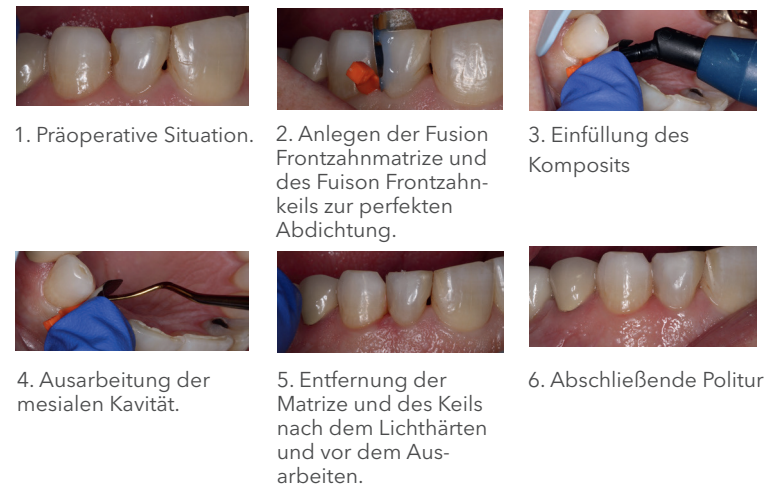 1. Präoperative Situation.
2. Anlegen der Fusion
Frontzahnmatrize und
des Fuison Frontzahn-
keils zur perfekten
Abdichtung.
3. Einfüllung des
Komposits
4. Ausarbeitung der
mesialen Kavität.
5. Entfernung der
Matrize und des Keils
nach dem Lichthärten
und vor dem Aus-
arbeiten.
6. Abschließende Politur